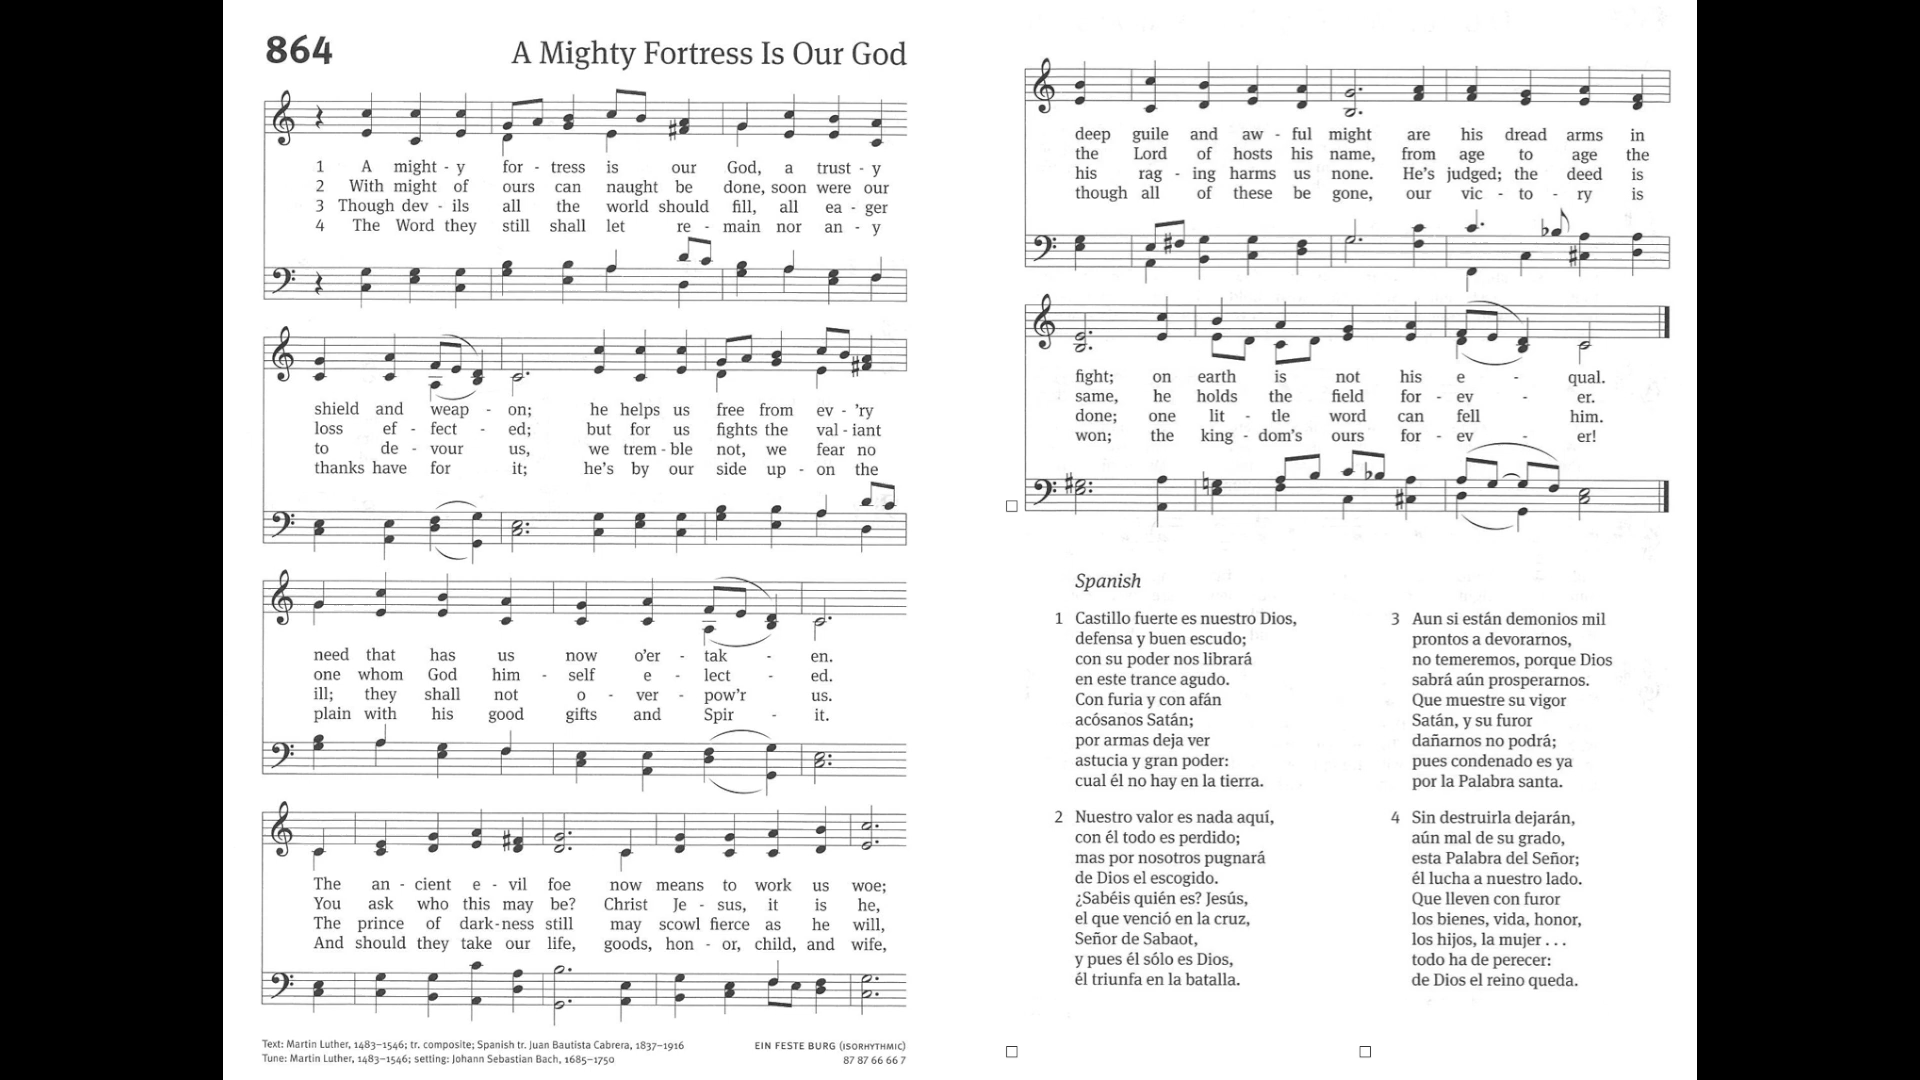 864 A Mighty Fortress Is Our God
1 A might - y for - tress is our God, a trust - y
2 With might of ours can naught be done, soon were our
3 Though dev - ils all the world should fill, all ea - ger
4 The Word they still shall let re - main nor an - y
shield and weap - on; he helps us free from ev - 'ry
loss ef - fect - ed; but for us fights the val - iant
to de - vour us, we trem - ble not, we fear no
thanks have for it; he's by our side up - on the
need that has us now o'er - tak - en.
one whom God him - self e - lect - ed.
ill; they shall not o - ver - pow'r us.
plain with his good gifts and Spir - it.
The an - cient e - vil foe now means to work us woe;
You ask who this may be? Christ Je - sus, it is he,
The prince of dark - ness still may scowl fierce as he will,
And should they take our life, goods, hon - or, child, and wife,
Text: Martin Luther, 1483–1546; tr. composite; Spanish tr. Juan Bautista Cabrera, 1837–1916
Tune: Martin Luther, 1483–1546; setting: Johann Sebastian Bach, 1685–1750
EIN FESTE BURG (ISORHYTHMIC)
87 87 66 66 7
deep guile and aw - ful might are his dread arms in
the Lord of hosts his name, from age to age the
his rag - ing harms us none. He's judged; the deed is
though all of these be gone, our vic - to - ry is
fight; on earth is not his e - qual.
same, he holds the field for - ev - er.
done; one lit - tle word can fell him.
won; the king - dom's ours for - ev - er!
Spanish
1 Castillo fuerte es nuestro Dios,
defensa y buen escudo;
con su poder nos librará
en este trance agudo.
Con furia y con afán
acósanos Satán;
por armas deja ver
astucia y gran poder:
cual él no hay en la tierra.
2 Nuestro valor es nada aquí,
con él todo es perdido;
mas por nosotros pugnará
de Dios el escogido.
¿Sabéis quién es? Jesús,
el que venció en la cruz,
Señor de Sabaot,
y pues él sólo es Dios,
él triunfa en la batalla.
3 Aun si están demonios mil
prontos a devorarnos,
no temeremos, porque Dios
sabrá aún prosperarnos.
Que muestre su vigor
Satán, y su furor
dañarnos no podrá;
pues condenado es ya
por la Palabra santa.
4 Sin destruirla dejarán,
aún mal de su grado,
esta Palabra del Señor;
él lucha a nuestro lado.
Que lleven con furor
los bienes, vida, honor,
los hijos, la mujer . . .
todo ha de perecer:
de Dios el reino queda.